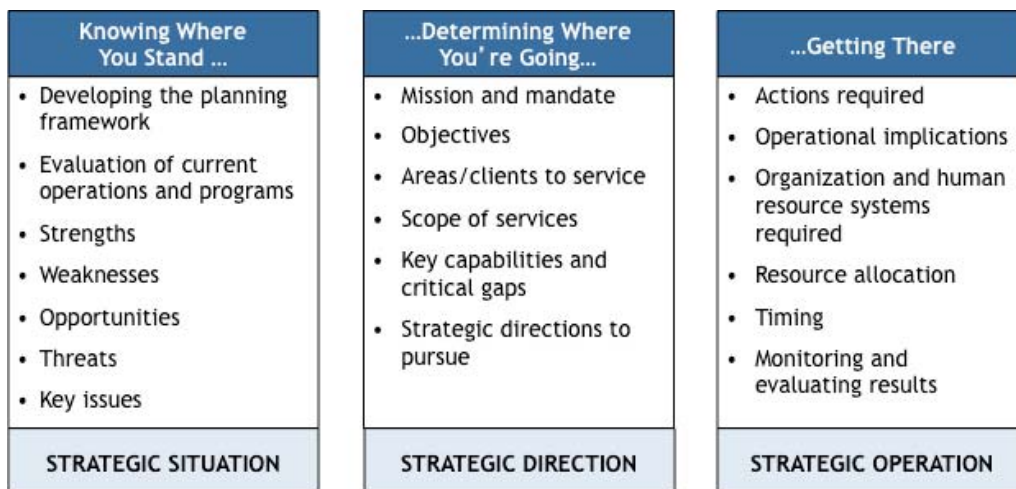 Knowing Where
You Stand …
• Developing the planning
framework
• Evaluation of current
operations and programs
• Strengths
• Weaknesses
• Opportunities
• Threats
• Key issues
STRATEGIC SITUATION
…Determining Where
You’re Going…
• Mission and mandate
• Objectives
• Areas/clients to service
• Scope of services
• Key capabilities and
critical gaps
• Strategic directions to
pursue
STRATEGIC DIRECTION
…Getting There
• Actions required
• Operational implications
• Organization and human
resource systems
required
• Resource allocation
• Timing
• Monitoring and
evaluating results
STRATEGIC OPERATION